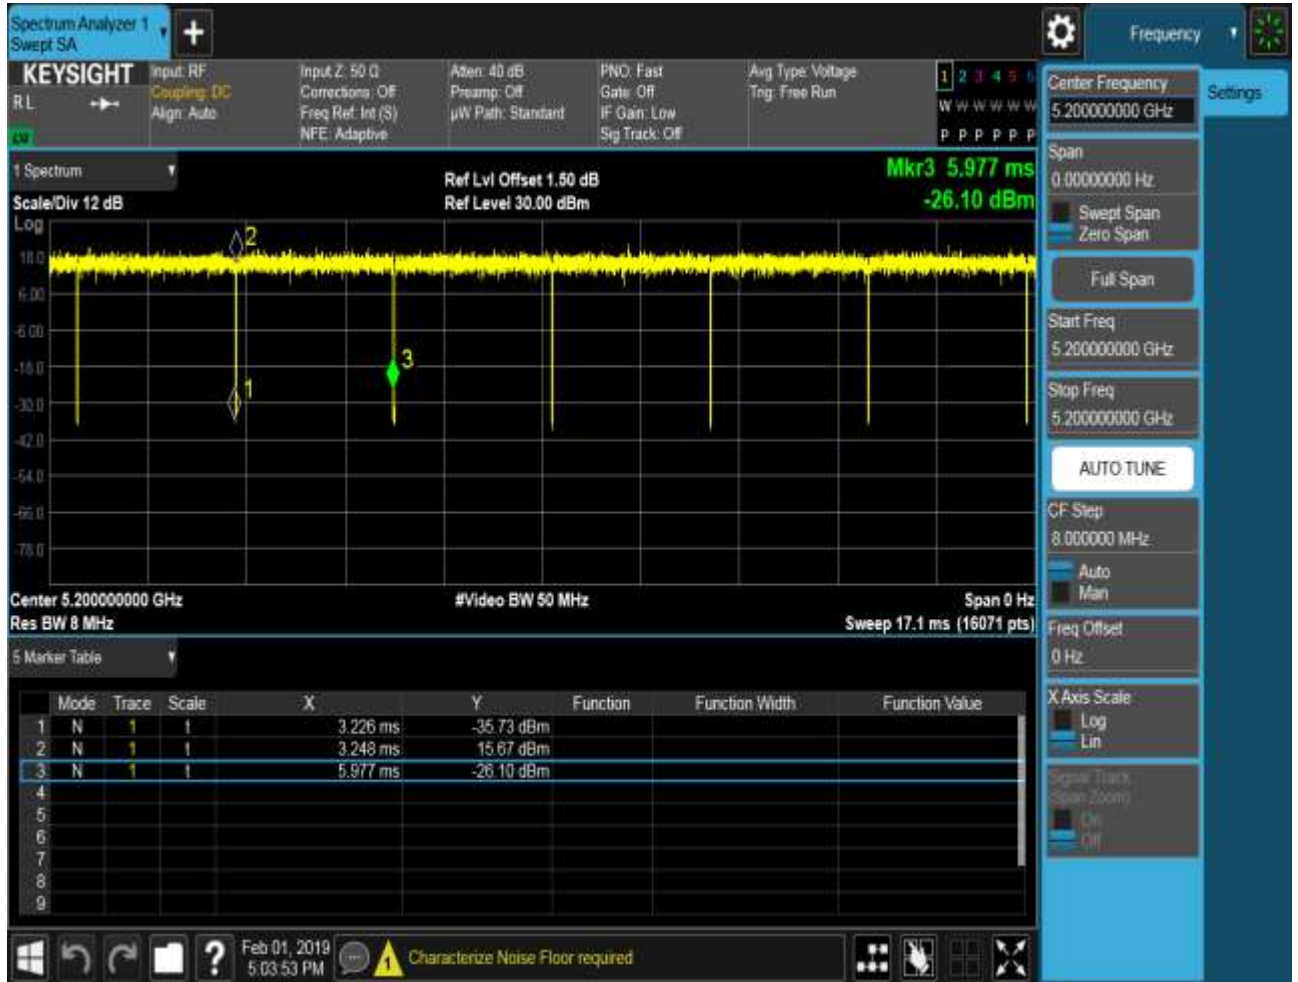 Spectrum Analyzer 1
Swept SA
Frequency
KEYSIGHT
R L
Input: RF
Coupling: DC
Align: Auto
Input Z: 50 Ω
Corrections: Off
Freq Ref: Int (S)
NFE: Adaptive
Atten: 40 dB
Preamp: Off
µW Path: Standard
PNO: Fast
Gate: Off
IF Gain: Low
Sig Track: Off
Avg Type: Voltage
Trig: Free Run
1 2 3 4 5 6
W W W W W W
P P P P P P
1 Spectrum
Scale/Div 12 dB
Ref Lvl Offset 1.50 dB
Ref Level 30.00 dBm
Mkr3 5.977 ms
-26.10 dBm
Log
18.0
6.00
-6.00
-18.0
-30.0
-42.0
-54.0
-66.0
-78.0
2
1
3
Center 5.200000000 GHz
#Video BW 50 MHz
Span 0 Hz
Res BW 8 MHz
Sweep 17.1 ms (16071 pts)
5 Marker Table
Mode Trace Scale X Y Function Function Width Function Value
1 N 1 t 3.226 ms -35.73 dBm
2 N 1 t 3.248 ms 15.67 dBm
3 N 1 t 5.977 ms -26.10 dBm
4
5
6
7
8
9
Feb 01, 2019
5:03:53 PM
1
Characterize Noise Floor required
Center Frequency
5.200000000 GHz
Settings
Span
0.00000000 Hz
Swept Span
Zero Span
Full Span
Start Freq
5.200000000 GHz
Stop Freq
5.200000000 GHz
AUTO TUNE
CF Step
8.000000 MHz
Auto
Man
Freq Offset
0 Hz
X Axis Scale
Log
Lin
Signal Track
(Span Zoom)
On
Off